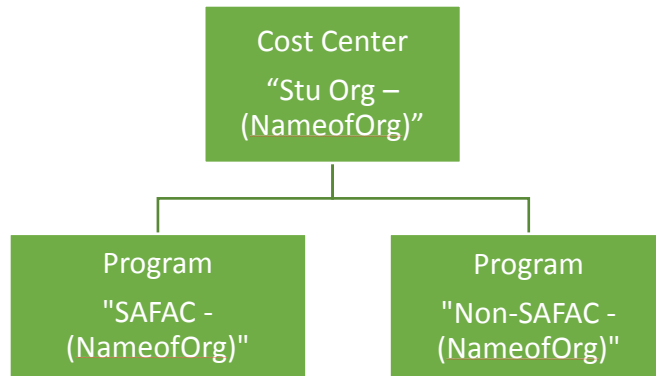 Cost Center
“Stu Org –
(NameofOrg)”
Program
"SAFAC -
(NameofOrg)"
Program
"Non-SAFAC -
(NameofOrg)"